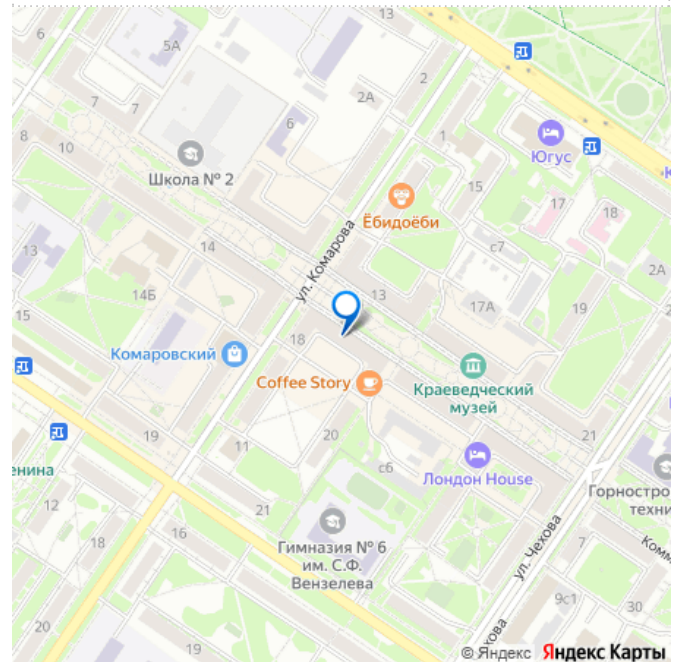 5А
13
2
2А
7
7
6
8
10
1
Школа № 2
Югус
К
Ёбидоёби
15
17
18
ул. Комарова
с7
13
14
2А
14Б
13
17А
19
15
18
Комаровский
Coffee Story
Краеведческий
музей
19
11
20
21
енина
с6
Лондон House
12
21
Горностро
техни
18
16
Гимназия № 6
им. С.Ф.
Вензелева
ул. Чехова
7
Комм
9с1
30
20
19
хова
© Яндекс Яндекс Карты